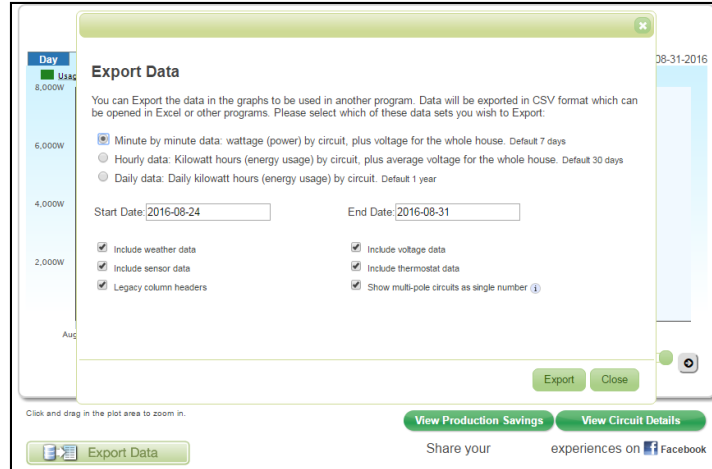 Day
08-31-2016
Usag
8,000W
6,000W
4,000W
2,000W
Aug
Export Data
You can Export the data in the graphs to be used in another program. Data will be exported in CSV format which can
be opened in Excel or other programs. Please select which of these data sets you wish to Export:
Minute by minute data: wattage (power) by circuit, plus voltage for the whole house. Default 7 days
Hourly data: Kilowatt hours (energy usage) by circuit, plus average voltage for the whole house. Default 30 days
Daily data: Daily kilowatt hours (energy usage) by circuit. Default 1 year
Start Date: 2016-08-24 End Date: 2016-08-31
Include weather data Include voltage data
Include sensor data Include thermostat data
Legacy column headers Show multi-pole circuits as single number i
Export Close
Click and drag in the plot area to zoom in.
View Production Savings View Circuit Details
Export Data Share your experiences on Facebook